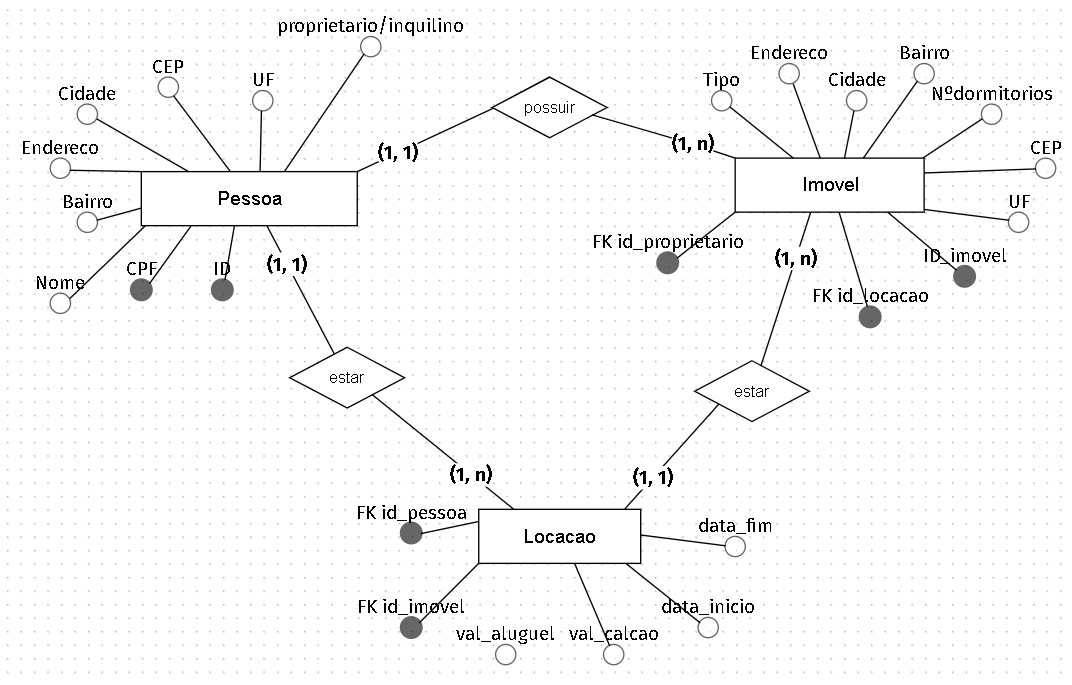 proprietario/inquilino
CEP
UF
Cidade
Endereco
Bairro
Pessoa
Nome
CPF
ID
(1, 1)
possuir
(1, n)
Endereco
Bairro
Tipo
Cidade
Nºdormitorios
CEP
Imovel
UF
FK id_proprietario
ID_imovel
FK id_locacao
(1, 1)
(1, n)
estar
estar
(1, n)
(1, 1)
FK id_pessoa
Locacao
data_fim
FK id_imovel
data_inicio
val_aluguel
val_calcao